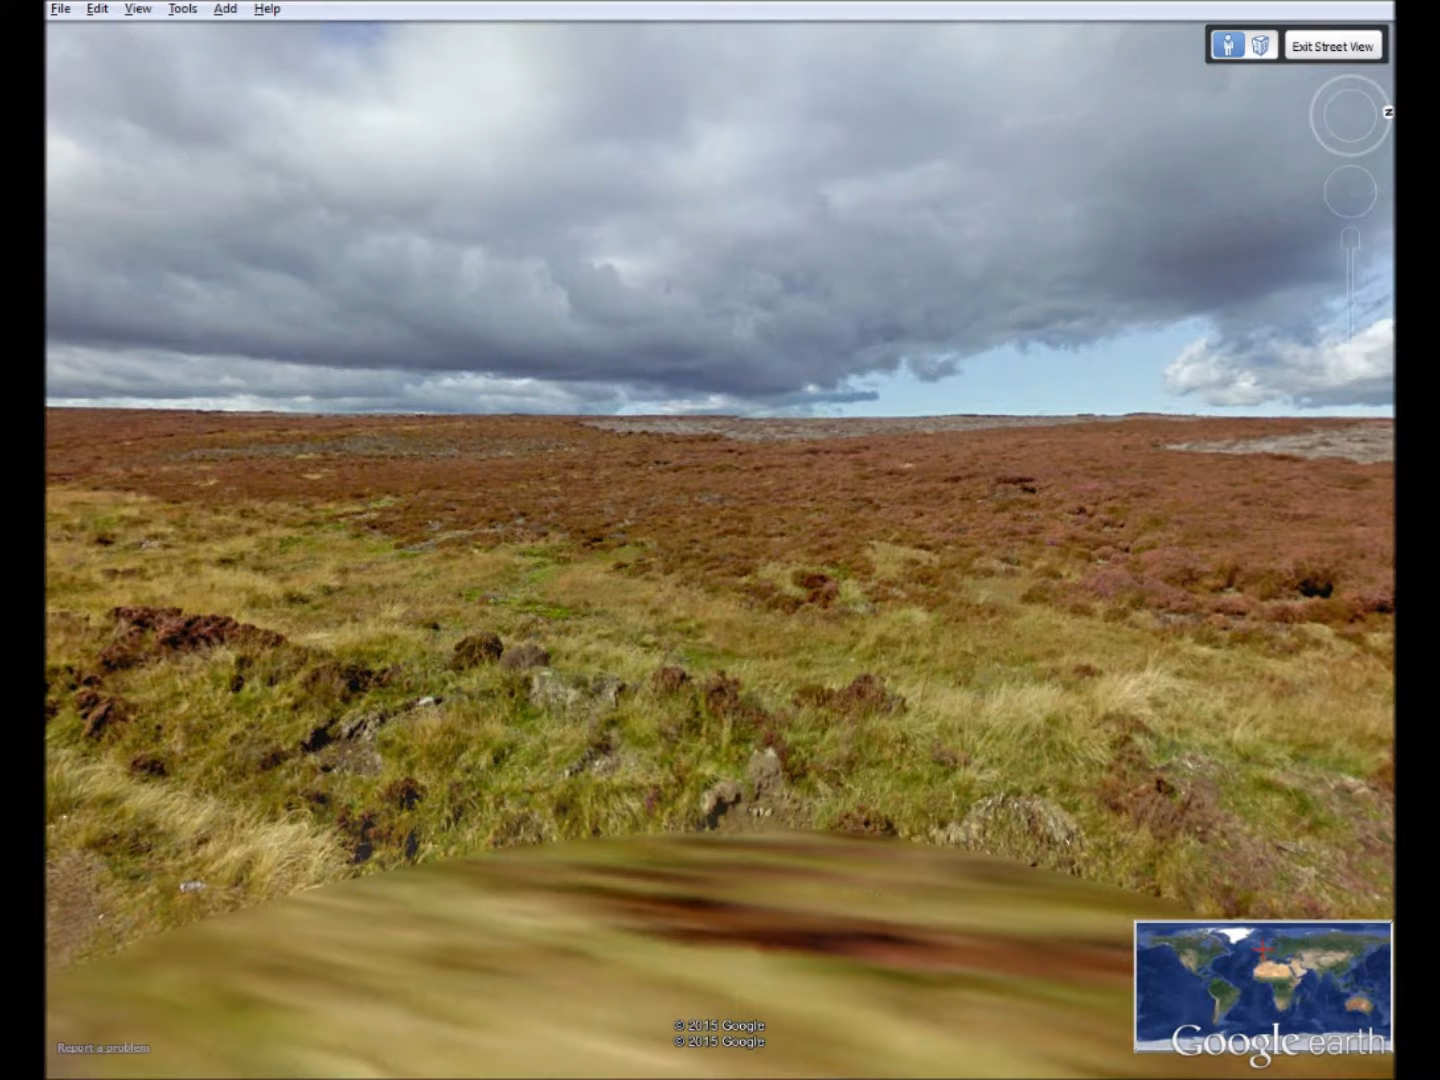 File Edit View Tools Add Help
Exit Street View
N
© 2015 Google
© 2015 Google
Report a problem
Google earth